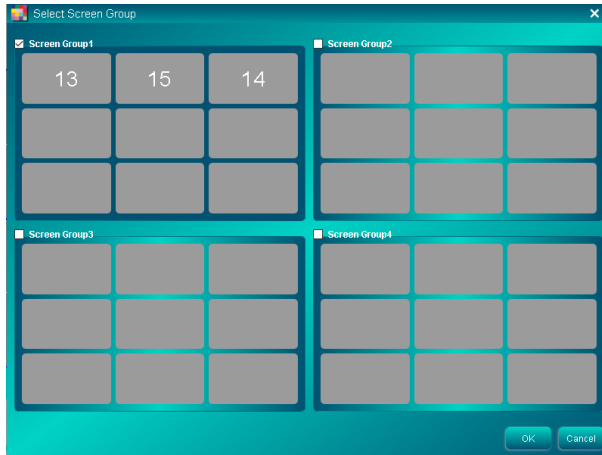 Select Screen Group
Screen Group1
Screen Group2
13 15 14
Screen Group3
Screen Group4
OK Cancel